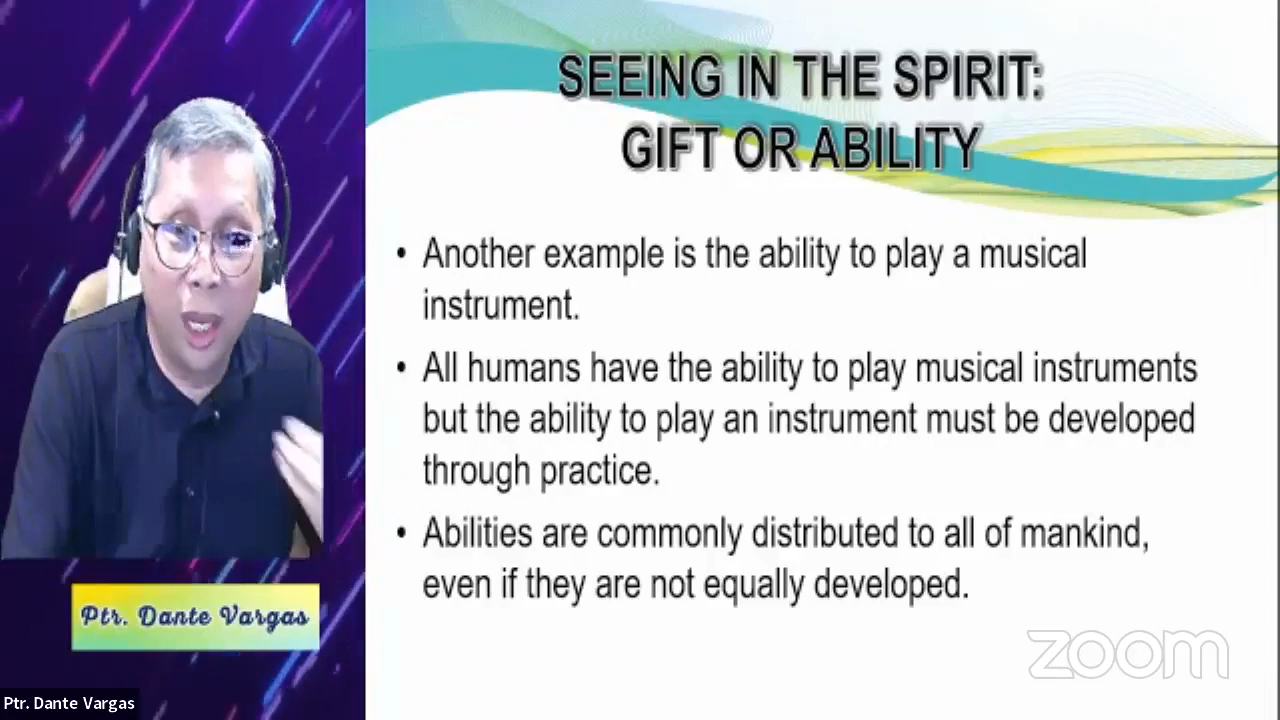 SEEING IN THE SPIRIT:
GIFT OR ABILITY
• Another example is the ability to play a musical
instrument.
• All humans have the ability to play musical instruments
but the ability to play an instrument must be developed
through practice.
• Abilities are commonly distributed to all of mankind,
even if they are not equally developed.
Ptr. Dante Vargas
zoom
Ptr. Dante Vargas